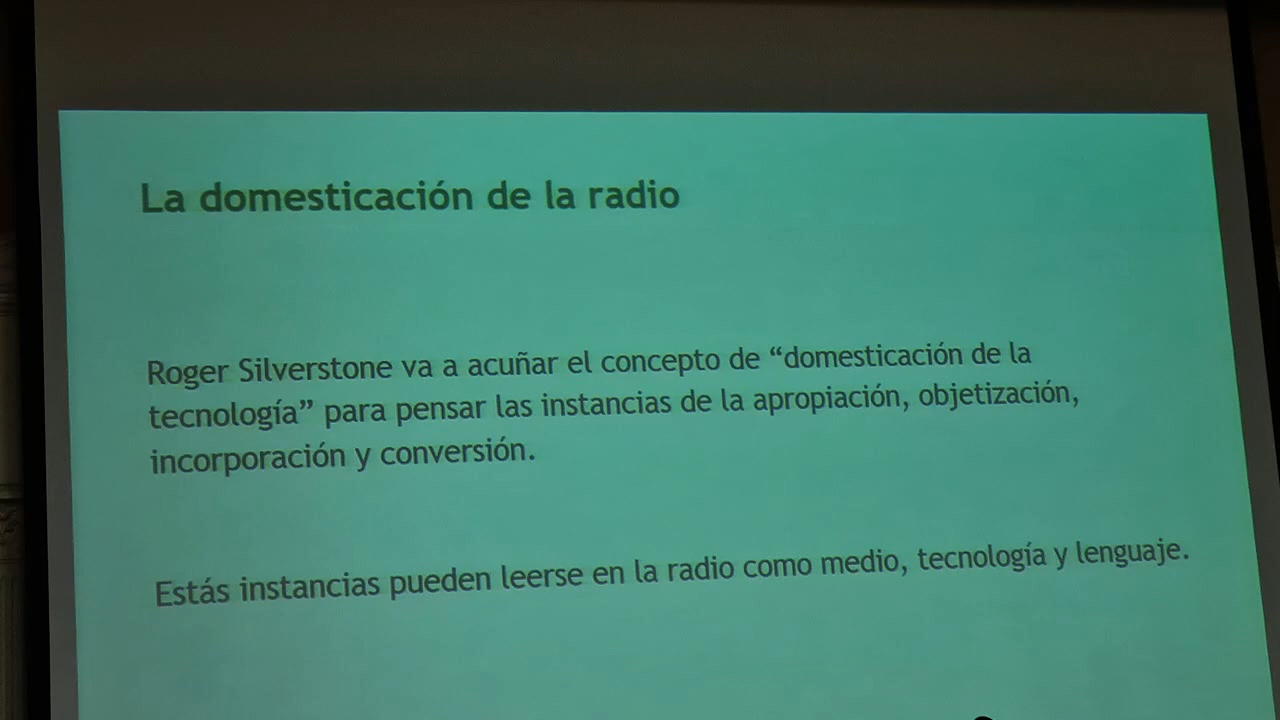 La domesticación de la radio
Roger Silverstone va a acuñar el concepto de “domesticación de la
tecnología” para pensar las instancias de la apropiación, objetización,
incorporación y conversión.
Estás instancias pueden leerse en la radio como medio, tecnología y lenguaje.